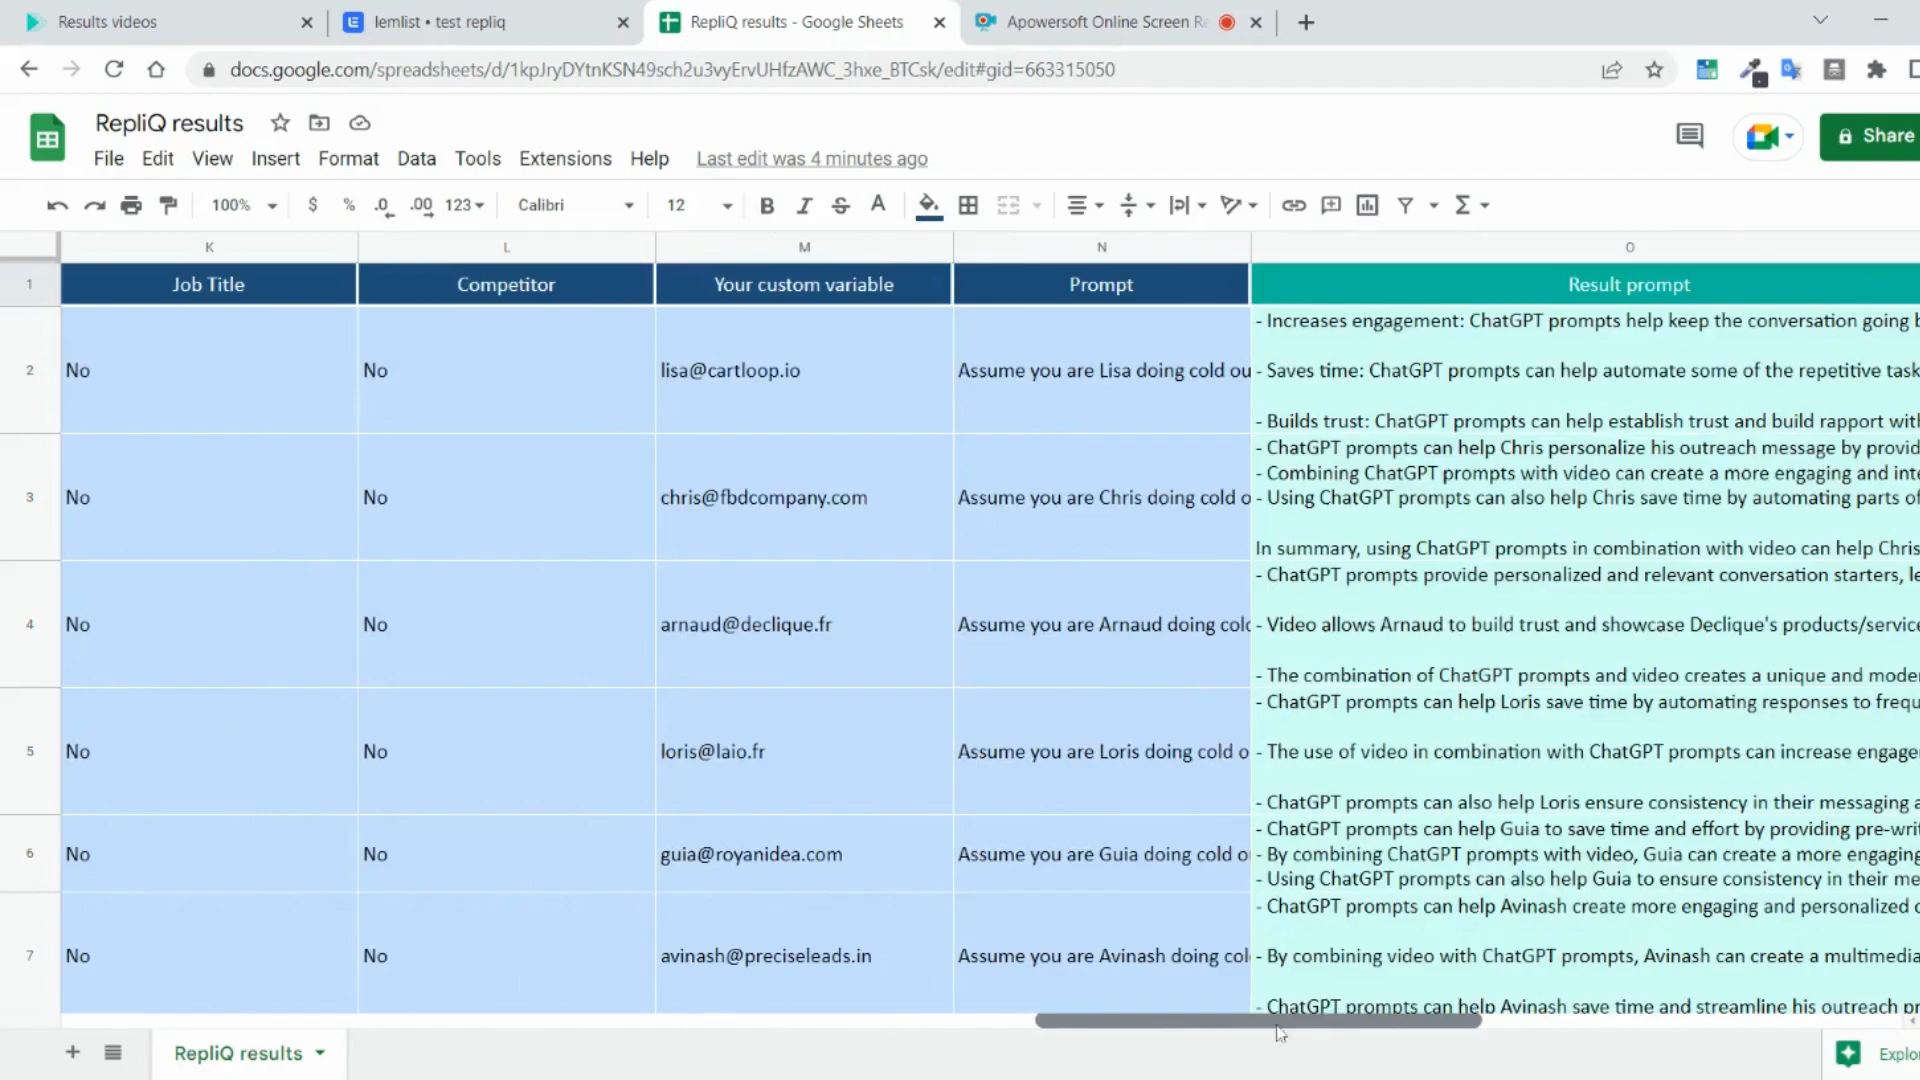 Results videos
lemlist • test repliq
RepliQ results - Google Sheets
Apowersoft Online Screen Re
docs.google.com/spreadsheets/d/1kpJryDYtnKSN49sch2u3vyErvUHfzAWC_3hxe_BTCsk/edit#gid=663315050
RepliQ results
Share
File Edit View Insert Format Data Tools Extensions Help Last edit was 4 minutes ago
100% $ % .0 .00 123 Calibri 12 B I S A
K L M N O
1 Job Title Competitor Your custom variable Prompt Result prompt
- Increases engagement: ChatGPT prompts help keep the conversation going
2 No No lisa@cartloop.io Assume you are Lisa doing cold ou - Saves time: ChatGPT prompts can help automate some of the repetitive task
- Builds trust: ChatGPT prompts can help establish trust and build rapport with
- ChatGPT prompts can help Chris personalize his outreach message by provid
- Combining ChatGPT prompts with video can create a more engaging and inte
3 No No chris@fbdcompany.com Assume you are Chris doing cold o - Using ChatGPT prompts can also help Chris save time by automating parts of
In summary, using ChatGPT prompts in combination with video can help Chris
- ChatGPT prompts provide personalized and relevant conversation starters, le
4 No No arnaud@declique.fr Assume you are Arnaud doing cold - Video allows Arnaud to build trust and showcase Declique's products/service
- The combination of ChatGPT prompts and video creates a unique and mode
- ChatGPT prompts can help Loris save time by automating responses to frequ
5 No No loris@laio.fr Assume you are Loris doing cold o - The use of video in combination with ChatGPT prompts can increase engage
- ChatGPT prompts can also help Loris ensure consistency in their messaging a
- ChatGPT prompts can help Guia to save time and effort by providing pre-writ
6 No No guia@royanidea.com Assume you are Guia doing cold o - By combining ChatGPT prompts with video, Guia can create a more engaging
- Using ChatGPT prompts can also help Guia to ensure consistency in their me
- ChatGPT prompts can help Avinash create more engaging and personalized
7 No No avinash@preciseleads.in Assume you are Avinash doing col - By combining video with ChatGPT prompts, Avinash can create a multimedia
- ChatGPT prompts can help Avinash save time and streamline his outreach pr
RepliQ results
Explo